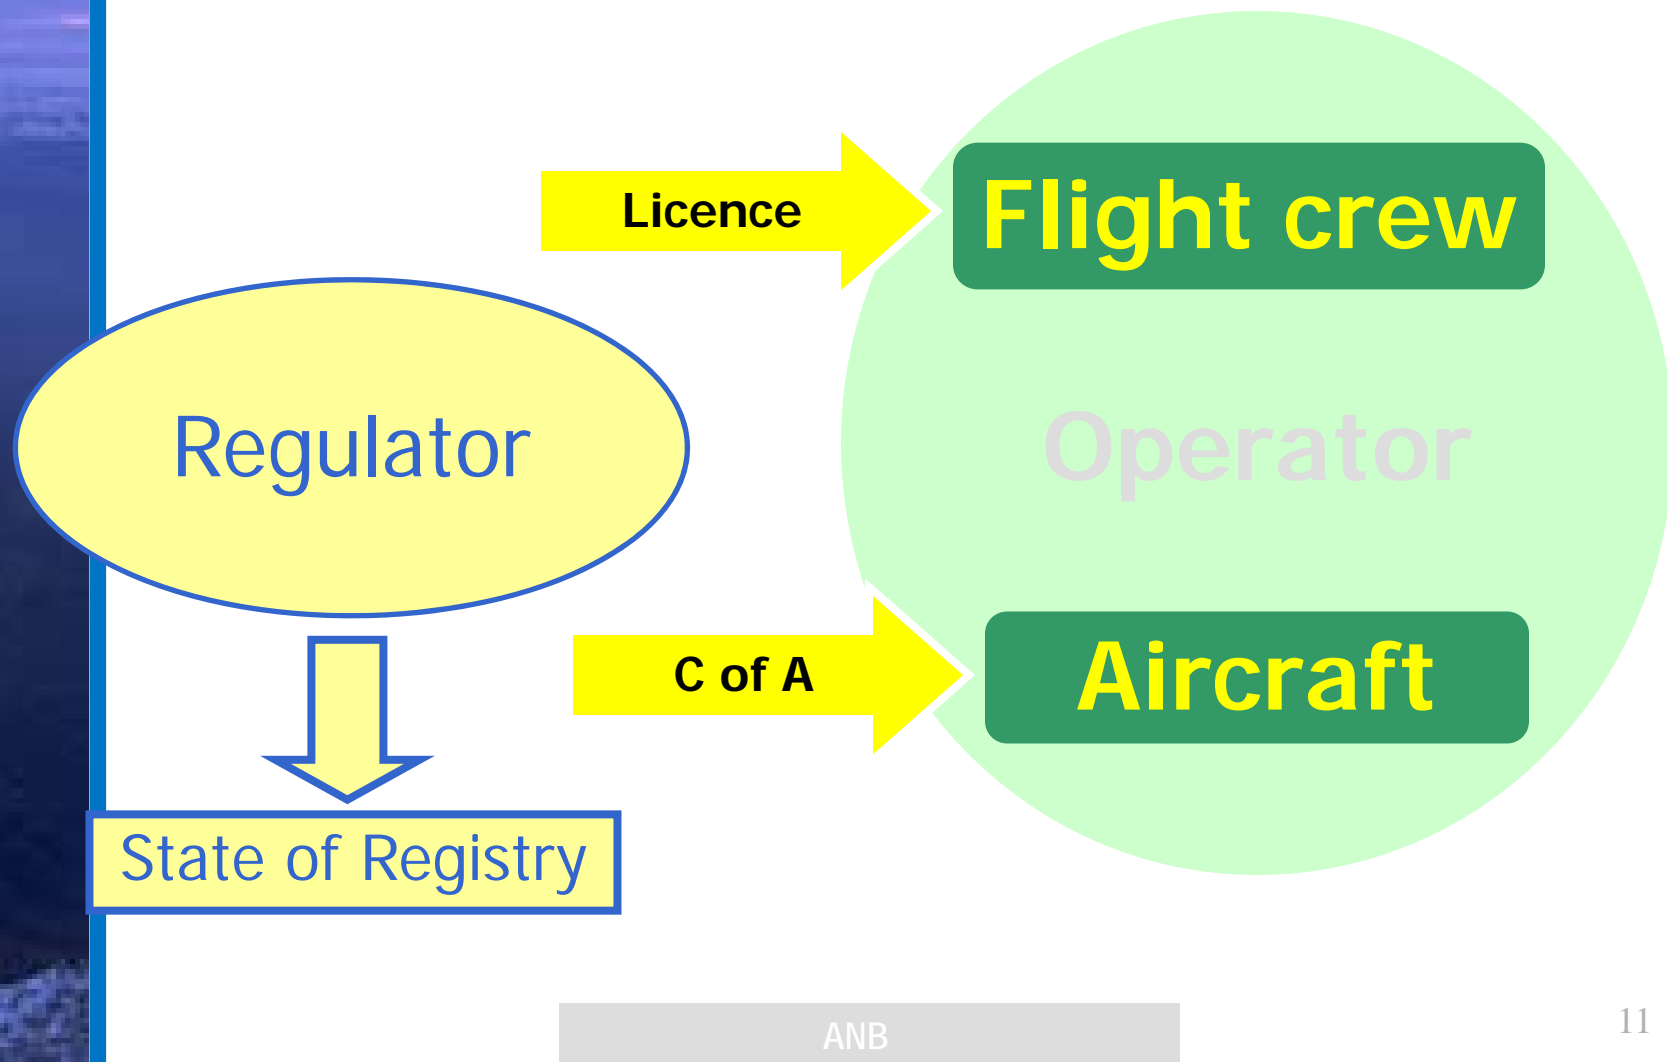 Licence
Flight crew
Regulator
Operator
C of A
Aircraft
State of Registry
ANB
11